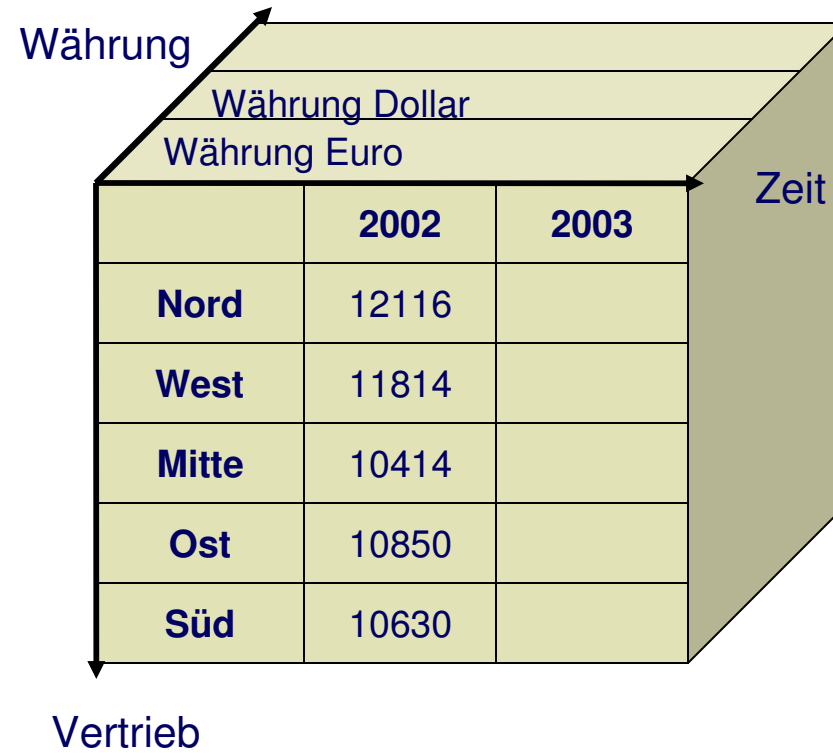 Währung
Währung Dollar
Währung Euro
Zeit
2002 2003
Nord 12116
West 11814
Mitte 10414
Ost 10850
Süd 10630
Vertrieb